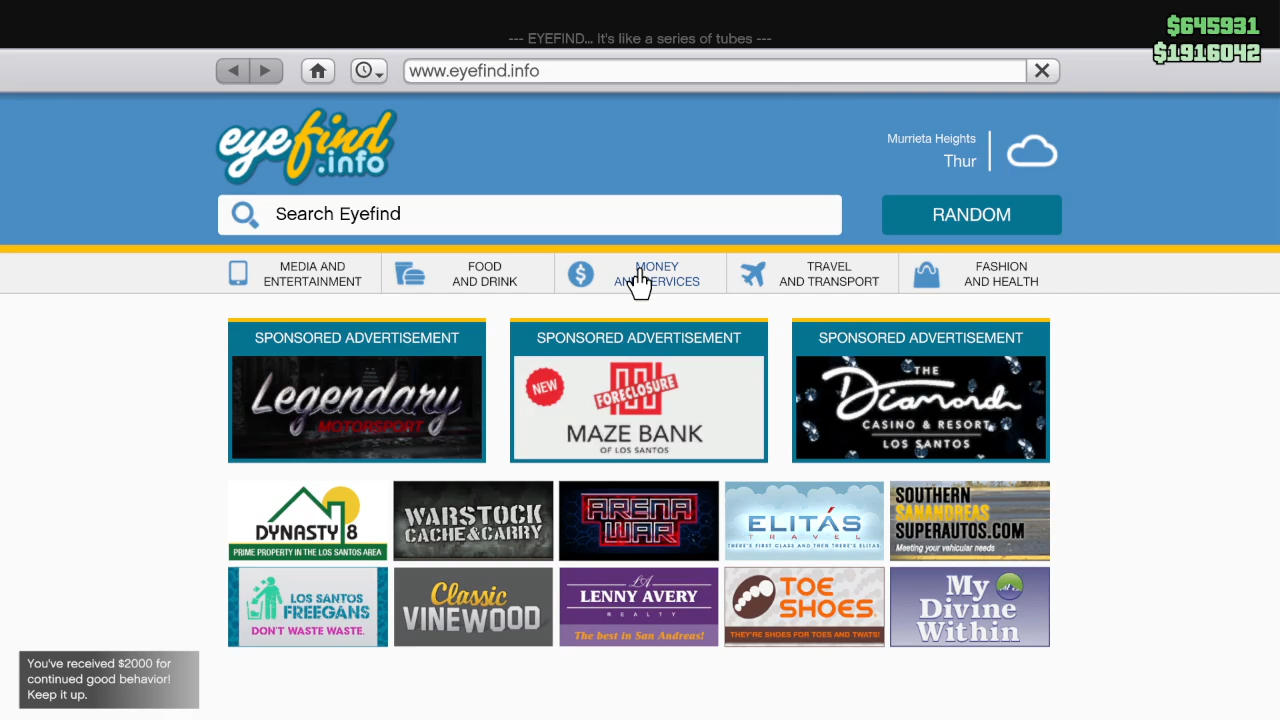 --- EYEFIND... It's like a series of tubes ---
$645931
$1916042
www.eyefind.info
eyefind
.info
Murrieta Heights
Thur
Search Eyefind
RANDOM
MEDIA AND
ENTERTAINMENT
FOOD
AND DRINK
MONEY
AND SERVICES
TRAVEL
AND TRANSPORT
FASHION
AND HEALTH
SPONSORED ADVERTISEMENT
Legendary
MOTORSPORT
SPONSORED ADVERTISEMENT
NEW
FORECLOSURE
MAZE BANK
OF LOS SANTOS
SPONSORED ADVERTISEMENT
THE
Diamond
CASINO & RESORT
LOS SANTOS
DYNASTY 8
PRIME PROPERTY IN THE LOS SANTOS AREA
WARSTOCK
CACHE&CARRY
ARENA
WAR
ELITÁS
TRAVEL
THERE'S FIRST CLASS AND THEN THERE'S ELITAS
SOUTHERN
SANANDREAS
SUPERAUTOS.COM
Meeting your vehicular needs
LOS SANTOS
FREEGANS
DON'T WASTE WASTE.
Classic
VINEWOOD
LA
LENNY AVERY
REALTY
The best in San Andreas!
TOE
SHOES
THEY'RE SHOES FOR TOES AND TWATS!
My
Divine
Within
You've received $2000 for
continued good behavior!
Keep it up.